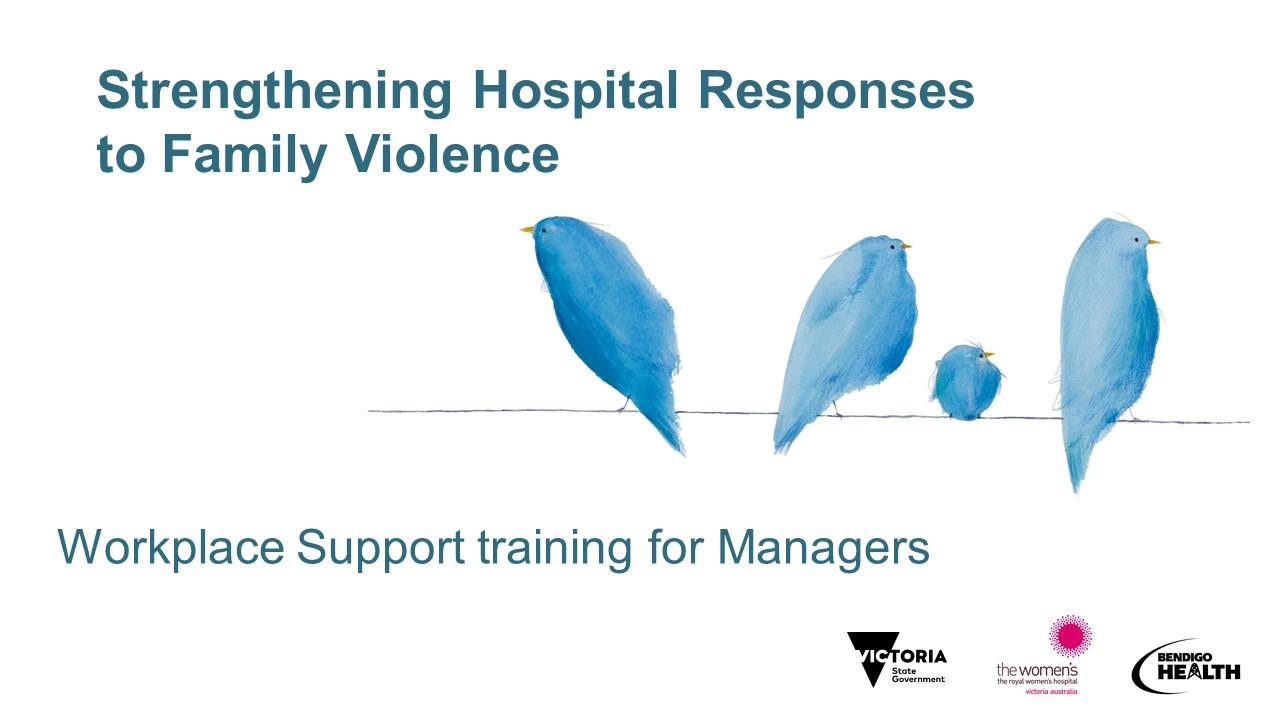 Strengthening Hospital Responses
to Family Violence
Workplace Support training for Managers
VICTORIA
State
Government
the women's
the royal women's hospital
victoria australia
BENDIGO
HEALTH